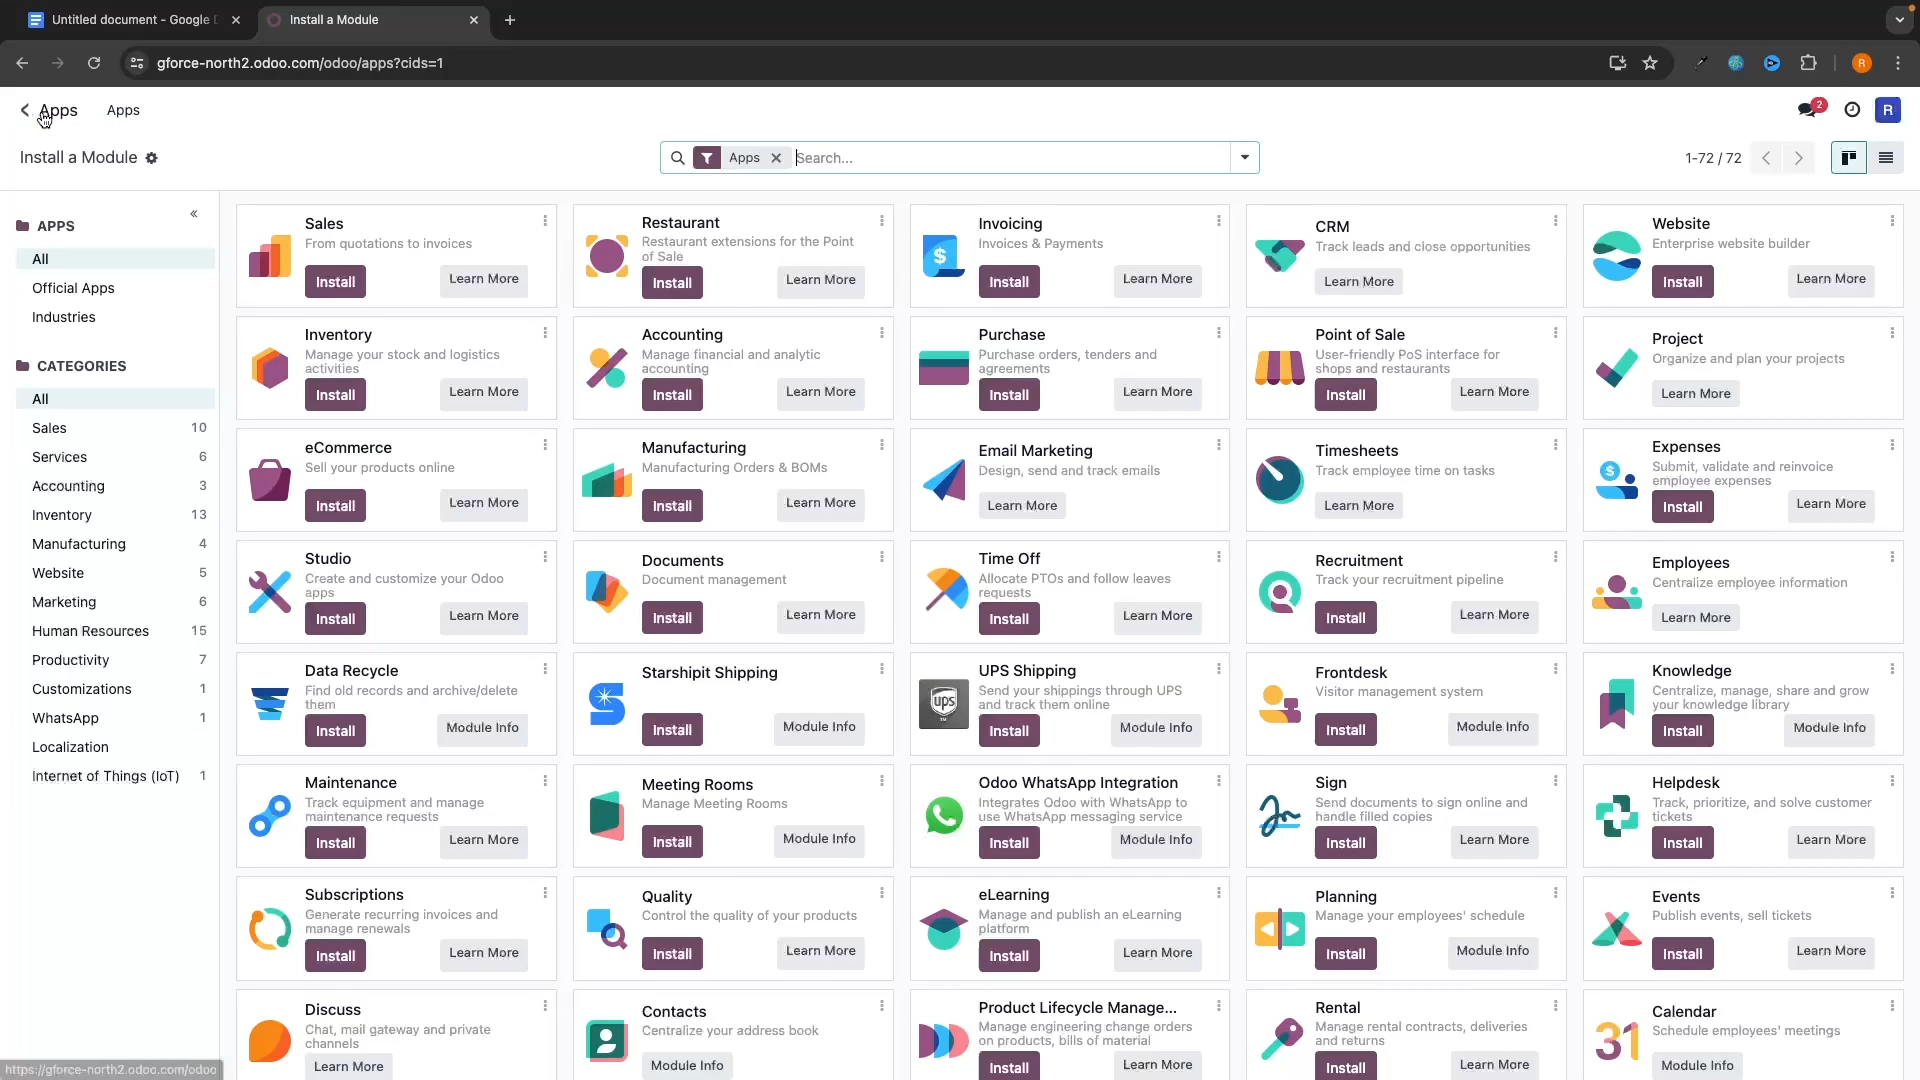 Untitled document - Google D
Install a Module
gforce-north2.odoo.com/odoo/apps?cids=1
R
Apps
Apps
2
R
Install a Module
Apps
Search...
1-72 / 72
APPS
All
Official Apps
Industries
CATEGORIES
All
Sales 10
Services 6
Accounting 3
Inventory 13
Manufacturing 4
Website 5
Marketing 6
Human Resources 15
Productivity 7
Customizations 1
WhatsApp 1
Localization
Internet of Things (IoT) 1
Sales
From quotations to invoices
Install Learn More
Restaurant
Restaurant extensions for the Point
of Sale
Install Learn More
$
Invoicing
Invoices & Payments
Install Learn More
CRM
Track leads and close opportunities
Learn More
Website
Enterprise website builder
Install Learn More
Inventory
Manage your stock and logistics
activities
Install Learn More
Accounting
Manage financial and analytic
accounting
Install Learn More
Purchase
Purchase orders, tenders and
agreements
Install Learn More
Point of Sale
User-friendly PoS interface for
shops and restaurants
Install Learn More
Project
Organize and plan your projects
Learn More
eCommerce
Sell your products online
Install Learn More
Manufacturing
Manufacturing Orders & BOMs
Install Learn More
Email Marketing
Design, send and track emails
Learn More
Timesheets
Track employee time on tasks
Learn More
$
Expenses
Submit, validate and reinvoice
employee expenses
Install Learn More
Studio
Create and customize your Odoo
apps
Install Learn More
Documents
Document management
Install Learn More
Time Off
Allocate PTOs and follow leaves
requests
Install Learn More
Recruitment
Track your recruitment pipeline
Install Learn More
Employees
Centralize employee information
Learn More
Data Recycle
Find old records and archive/delete
them
Install Module Info
Starshipit Shipping
Install Module Info
ups
UPS Shipping
Send your shippings through UPS
and track them online
Install Module Info
Frontdesk
Visitor management system
Install Module Info
Knowledge
Centralize, manage, share and grow
your knowledge library
Install Module Info
Maintenance
Track equipment and manage
maintenance requests
Install Learn More
Meeting Rooms
Manage Meeting Rooms
Install Module Info
Odoo WhatsApp Integration
Integrates Odoo with WhatsApp to
use WhatsApp messaging service
Install Module Info
Sign
Send documents to sign online and
handle filled copies
Install Learn More
Helpdesk
Track, prioritize, and solve customer
tickets
Install Learn More
Subscriptions
Generate recurring invoices and
manage renewals
Install Learn More
Quality
Control the quality of your products
Install Learn More
eLearning
Manage and publish an eLearning
platform
Install Learn More
Planning
Manage your employees' schedule
Install Module Info
Events
Publish events, sell tickets
Install Learn More
Discuss
Chat, mail gateway and private
channels
Learn More
Contacts
Centralize your address book
Module Info
Product Lifecycle Manage...
Manage engineering change orders
on products, bills of material
Install Learn More
Rental
Manage rental contracts, deliveries
and returns
Install Learn More
31
Calendar
Schedule employees' meetings
Module Info
https://gforce-north2.odoo.com/odoo